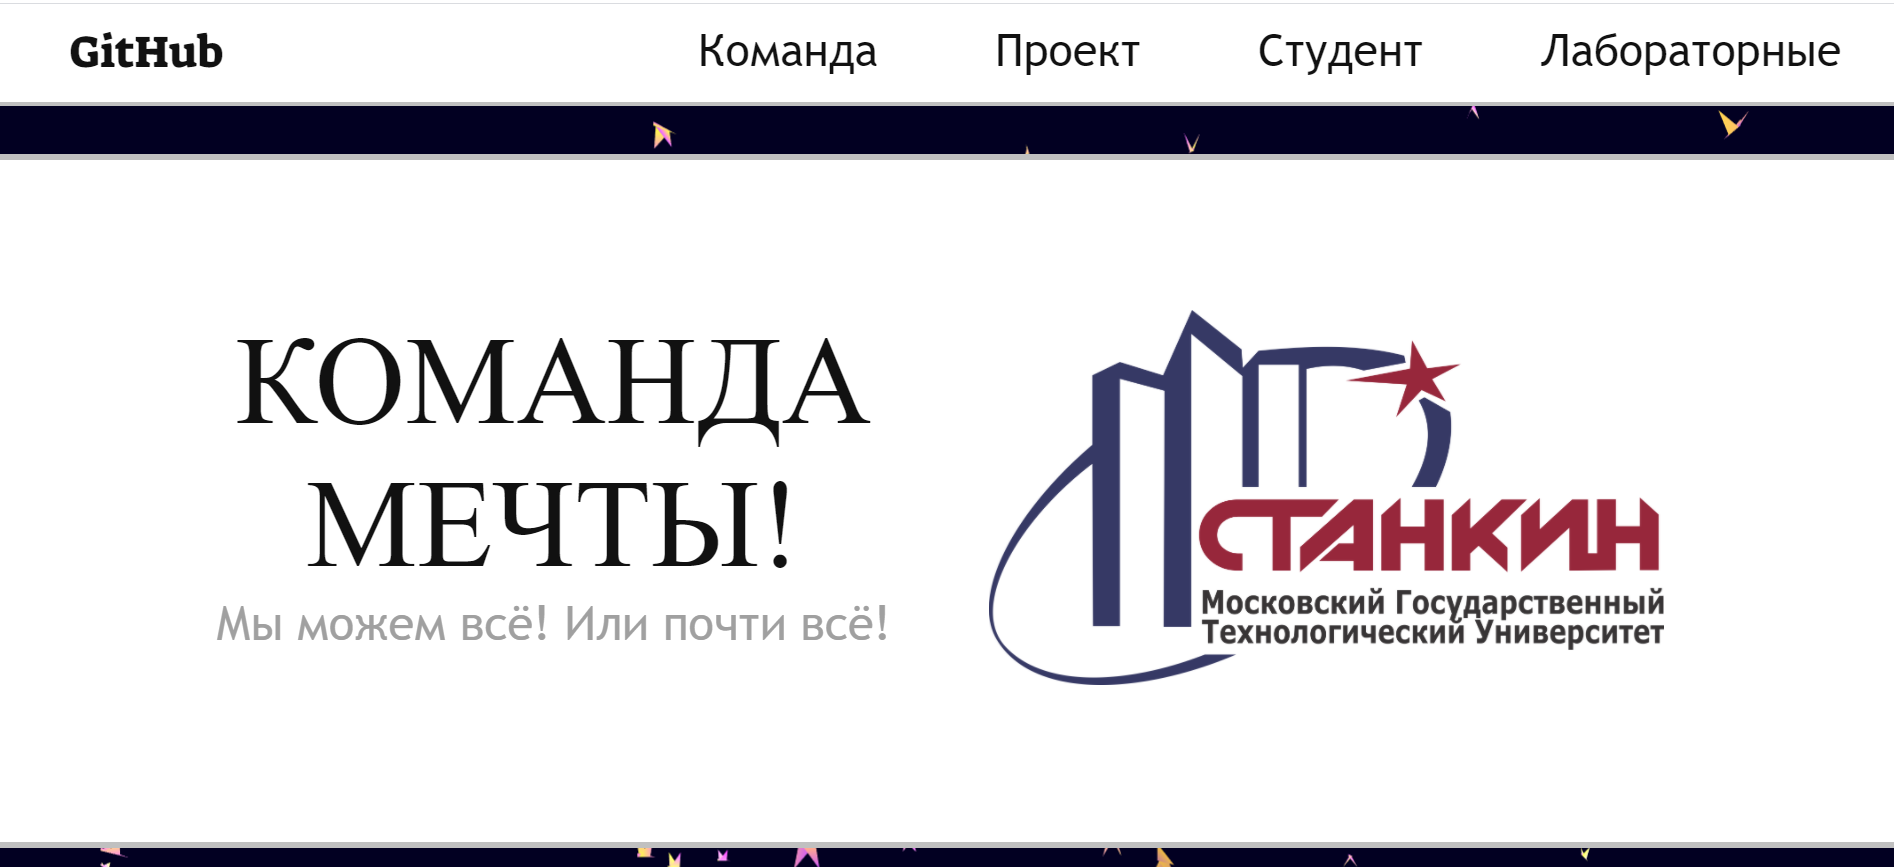 GitHub Команда Проект Студент Лабораторные
КОМАНДА
МЕЧТЫ!
Мы можем всё! Или почти всё!
СТАНКИН
Московский Государственный
Технологический Университет